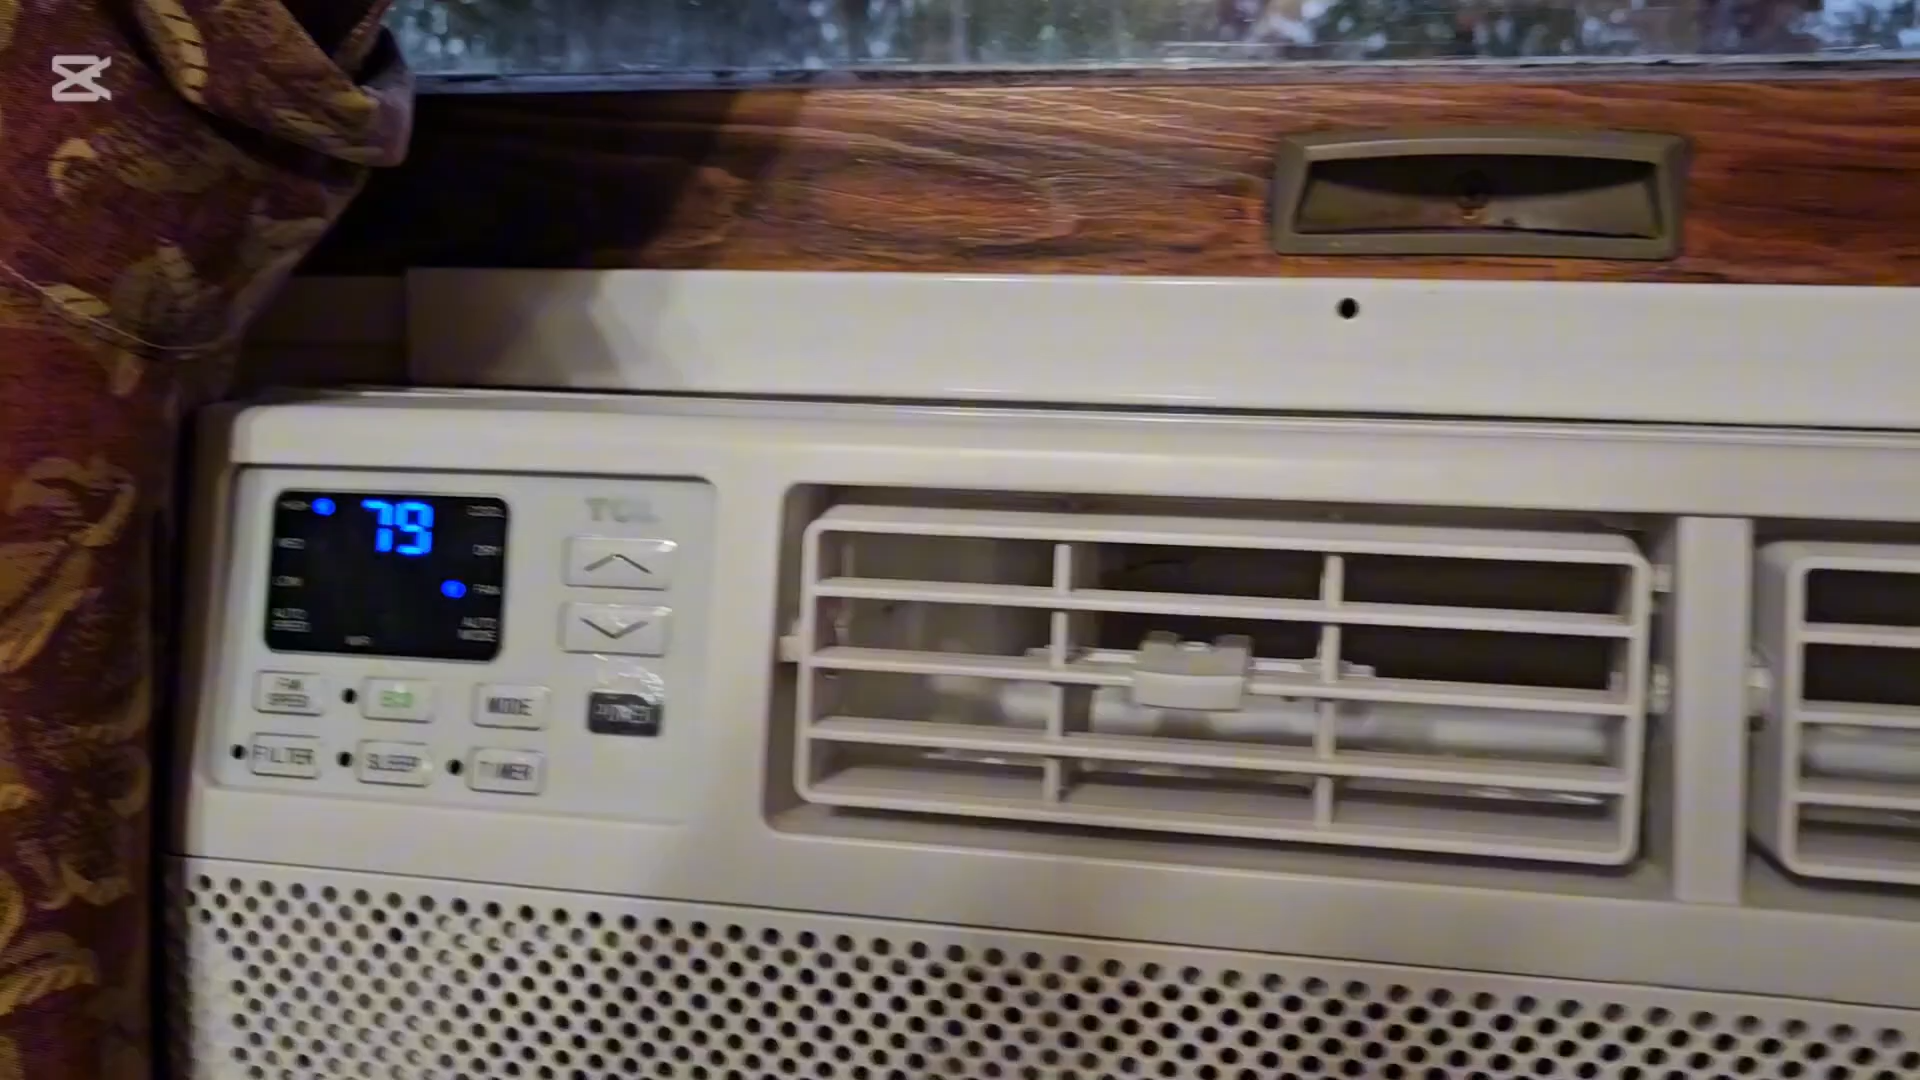 HIGH 79 COOL
MED DRY
LOW FAN
AUTO SPEED AUTO MODE
TCL
FAN SPEED
ECO
MODE
POWER
FILTER
SLEEP
TIMER